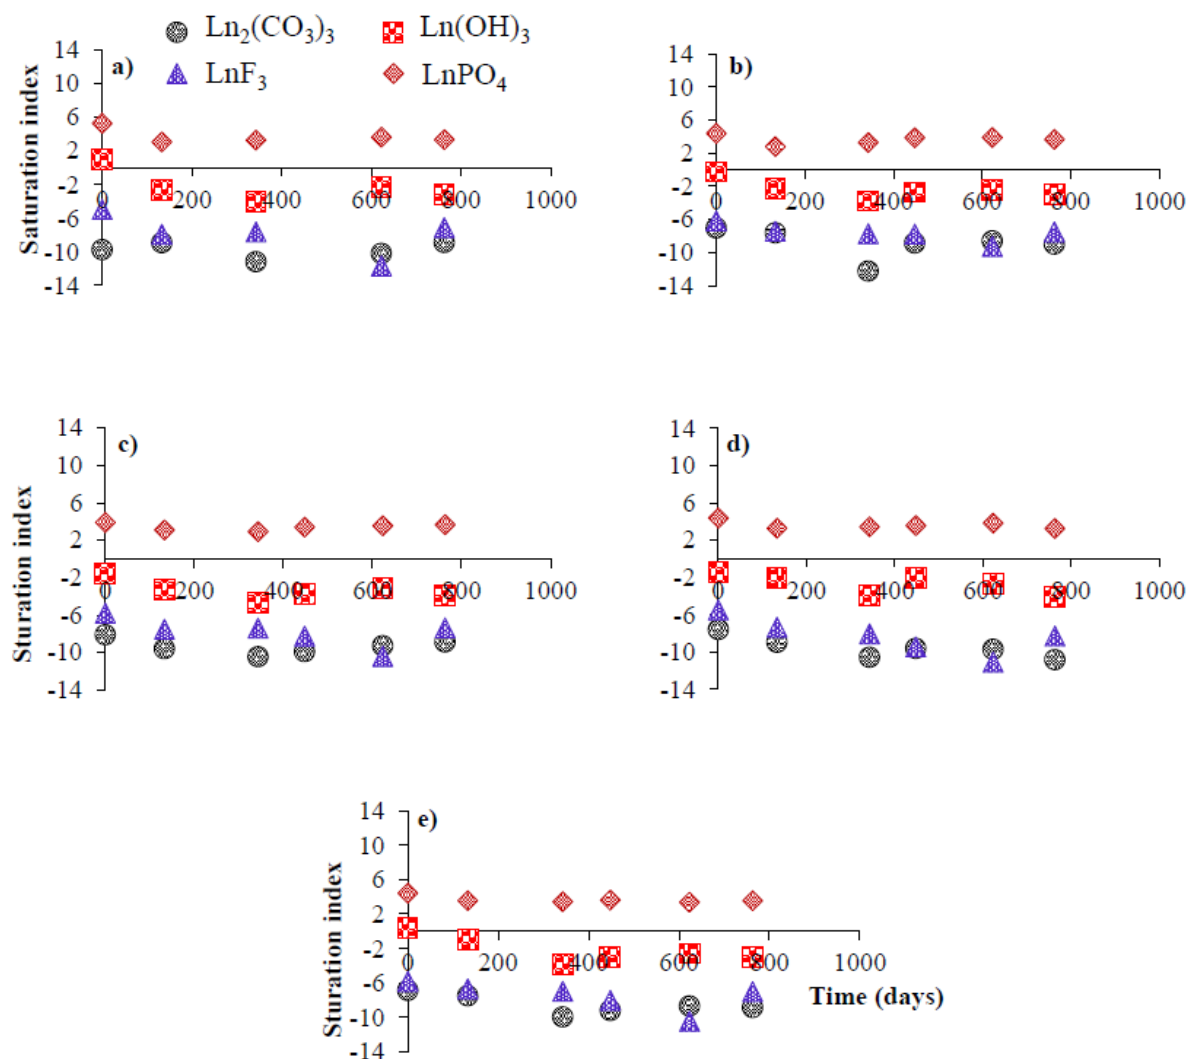 Ln₂(CO₃)₃ Ln(OH)₃
LnF₃ LnPO₄
a)
Saturation index
14
10
6
2
-2
-6
-10
-14
0 200 400 600 800 1000
b)
14
10
6
2
-2
-6
-10
-14
0 200 400 600 800 1000
c)
Sturation index
14
10
6
2
-2
-6
-10
-14
0 200 400 600 800 1000
d)
14
10
6
2
-2
-6
-10
-14
0 200 400 600 800 1000
e)
Sturation index
14
10
6
2
-2
-6
-10
-14
0 200 400 600 800 1000
Time (days)